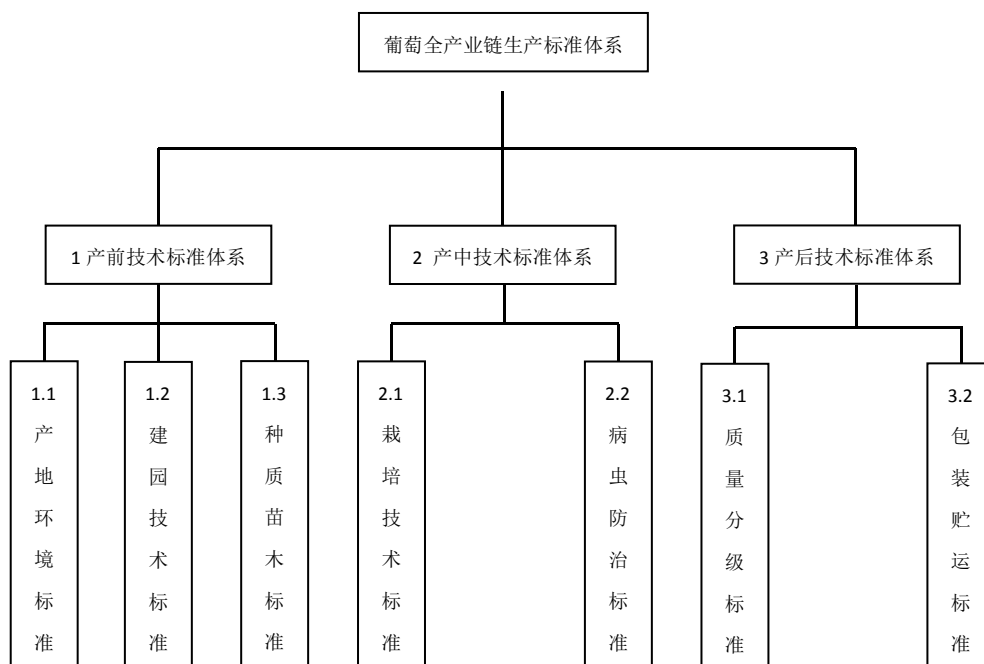 葡萄全产业链生产标准体系
1 产前技术标准体系
2 产中技术标准体系
3 产后技术标准体系
1.1 产地环境标准
1.2 建园技术标准
1.3 种质苗木标准
2.1 栽培技术标准
2.2 病虫防治标准
3.1 质量分级标准
3.2 包装贮运标准